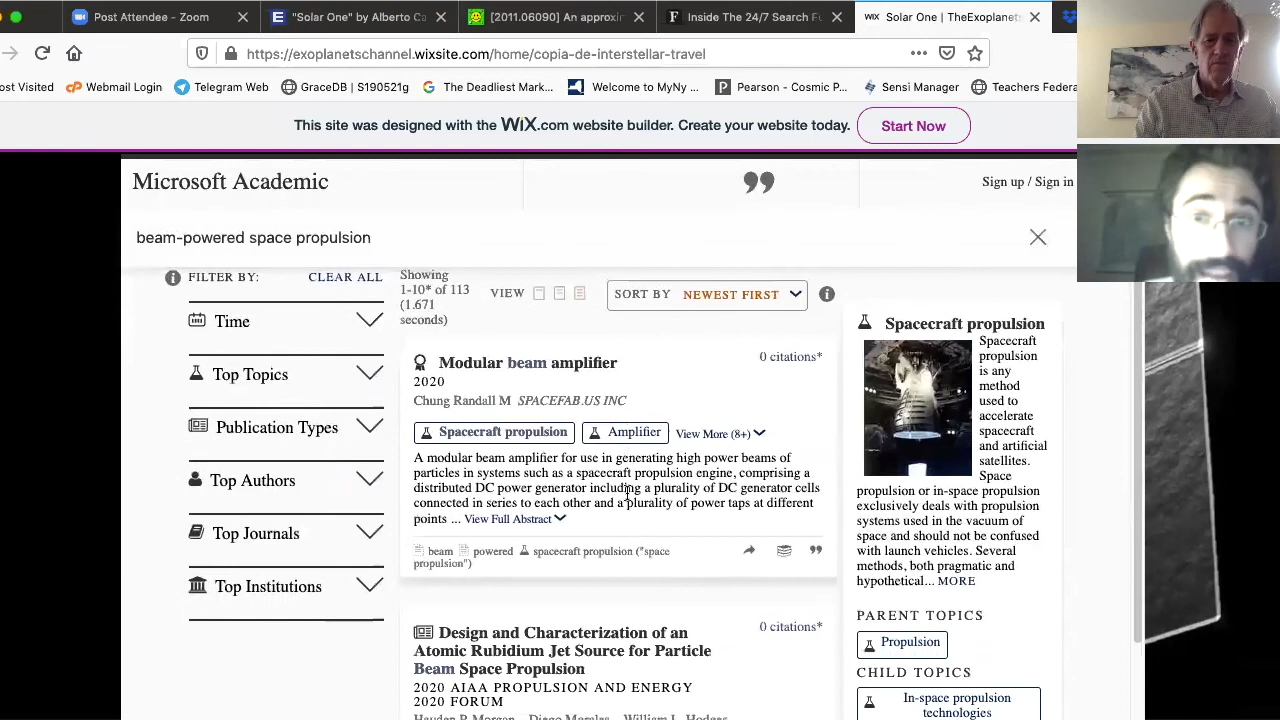 Post Attendee - Zoom
"Solar One" by Alberto Ca
[2011.06090] An approxi
Inside The 24/7 Search F
WiX Solar One | TheExoplanets
https://exoplanetschannel.wixsite.com/home/copia-de-interstellar-travel
ost Visited
Webmail Login
Telegram Web
GraceDB | S190521g
The Deadliest Mark...
Welcome to MyNy ...
Pearson - Cosmic P...
Sensi Manager
Teachers Federa
This site was designed with the WiX.com website builder. Create your website today.
Start Now
Microsoft Academic
Sign up / Sin in
beam-powered space propulsion
FILTER BY:
CLEAR ALL
Time
Top Topics
Publication Types
Top Authors
Top Journals
Top Institutions
Showing
1-10* of 113
(1.671
seconds)
VIEW
SORT BY NEWEST FIRST
Modular beam amplifier
0 citations*
2020
Chung Randall M SPACEFAB.US INC
Spacecraft propulsion
Amplifier
View More (8+)
A modular beam amplifier for use in generating high power beams of
particles in systems such as a spacecraft propulsion engine, comprising a
distributed DC power generator including a plurality of DC generator cells
connected in series to each other and a plurality of power taps at different
points ... View Full Abstract
beam powered spacecraft propulsion ("space
propulsion")
Design and Characterization of an
Atomic Rubidium Jet Source for Particle
Beam Space Propulsion
0 citations*
2020 AIAA PROPULSION AND ENERGY
2020 FORUM
Hayden P. Morgan Diego Morales William L. Hodges
Spacecraft propulsion
Spacecraft
propulsion
is any
method
used to
accelerate
spacecraft
and artificial
satellites.
Space
propulsion or in-space propulsion
exclusively deals with propulsion
systems used in the vacuum of
space and should not be confused
with launch vehicles. Several
methods, both pragmatic and
hypothetical... MORE
PARENT TOPICS
Propulsion
CHILD TOPICS
In-space propulsion
technologies